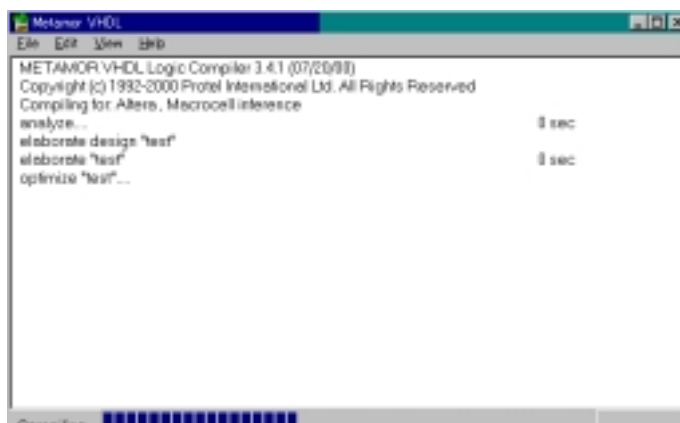 Metamor VHDL
File Edit View Help
METAMOR VHDL Logic Compiler 3.4.1 (07/20/00)
Copyright (c) 1992-2000 Protel International Ltd. All Rights Reserved
Compiling for: Altera, Macrocell inference
analyze... 0 sec
elaborate design "test"
elaborate "test" 0 sec
optimize "test"...